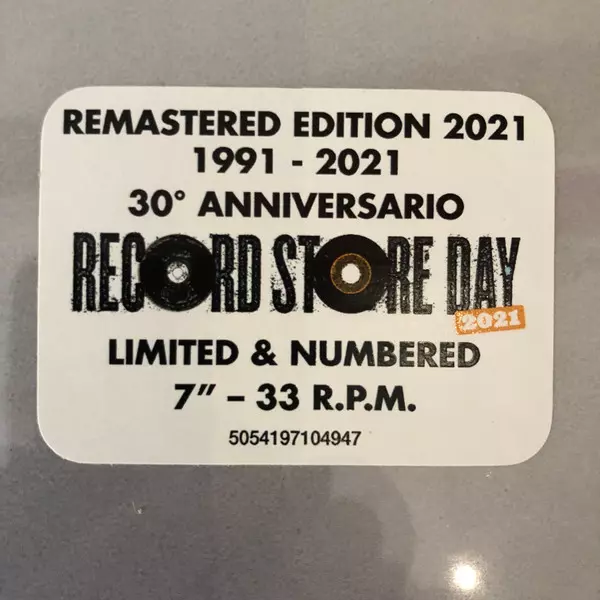 REMASTERED EDITION 2021
1991 - 2021
30° ANNIVERSARIO
RECORD STORE DAY
2021
LIMITED & NUMBERED
7” – 33 R.P.M.
5054197104947